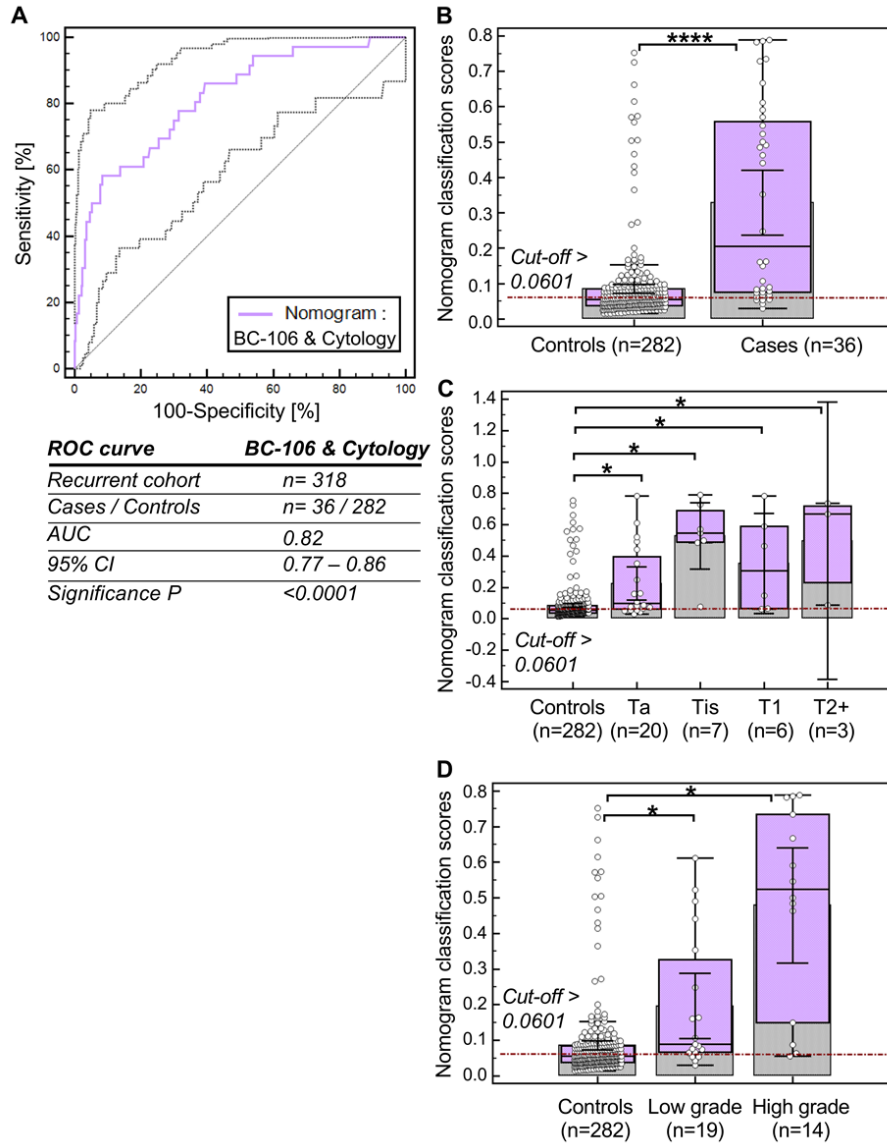 A
Sensitivity [%]
100
80
60
40
20
0
0
20
40
60
80
100
100-Specificity [%]
Nomogram :
BC-106 & Cytology
ROC curve BC-106 & Cytology
Recurrent cohort n= 318
Cases / Controls n= 36 / 282
AUC 0.82
95% CI 0.77 – 0.86
Significance P <0.0001
B
Nomogram classification scores
0.8
0.7
0.6
0.5
0.4
0.3
0.2
0.1
0.0
****
Cut-off >
0.0601
Controls (n=282) Cases (n=36)
C
Nomogram classification scores
1.4
1.2
1.0
0.8
0.6
0.4
0.2
0.0
-0.2
-0.4
*
*
*
*
Cut-off >
0.0601
Controls Ta Tis T1 T2+
(n=282) (n=20) (n=7) (n=6) (n=3)
D
Nomogram classification scores
0.8
0.7
0.6
0.5
0.4
0.3
0.2
0.1
0.0
*
*
Cut-off >
0.0601
Controls Low grade High grade
(n=282) (n=19) (n=14)